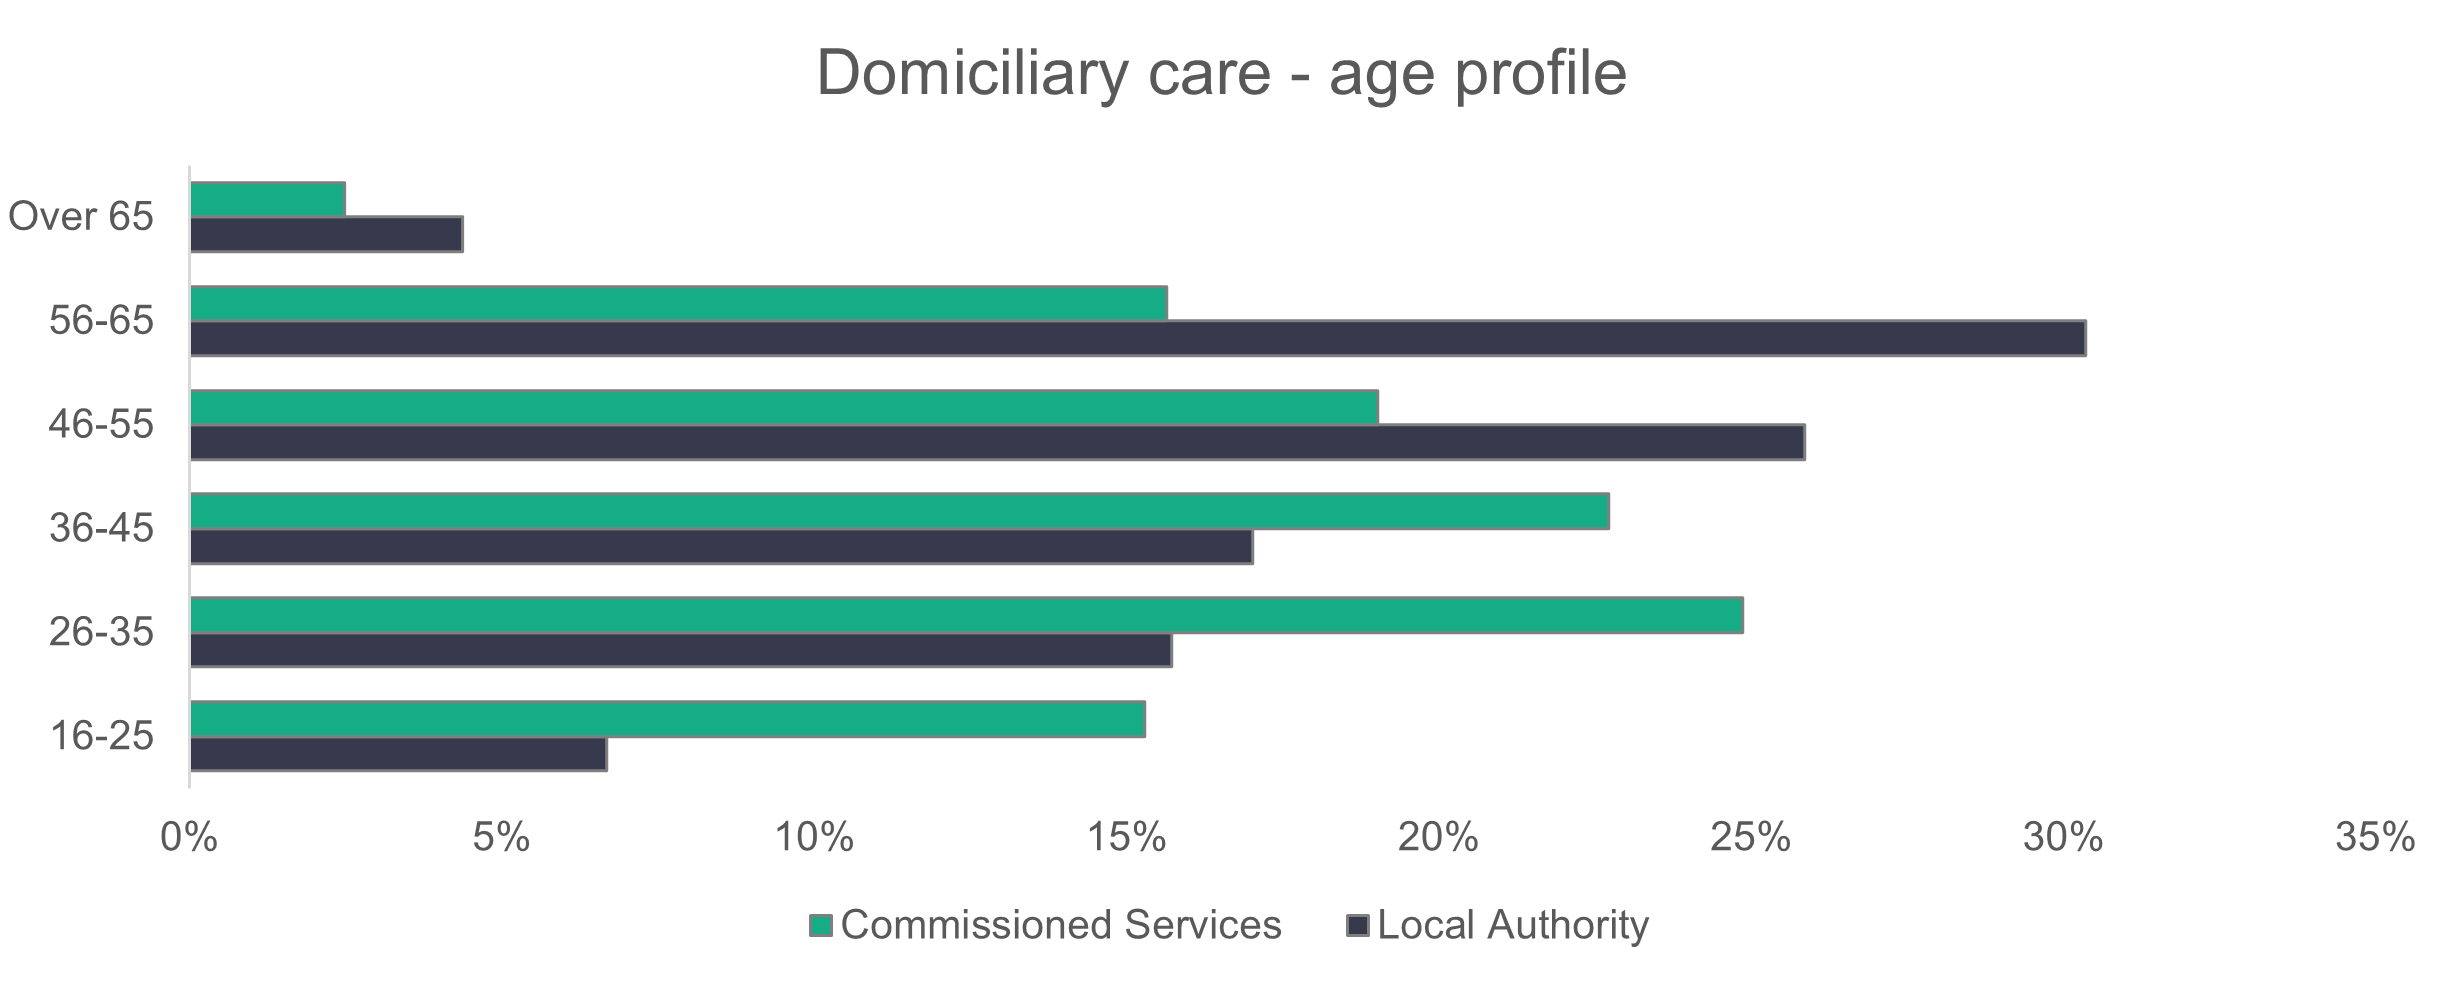 Domiciliary care - age profile
Over 65
56-65
46-55
36-45
26-35
16-25
0% 5% 10% 15% 20% 25% 30% 35%
Commissioned Services Local Authority